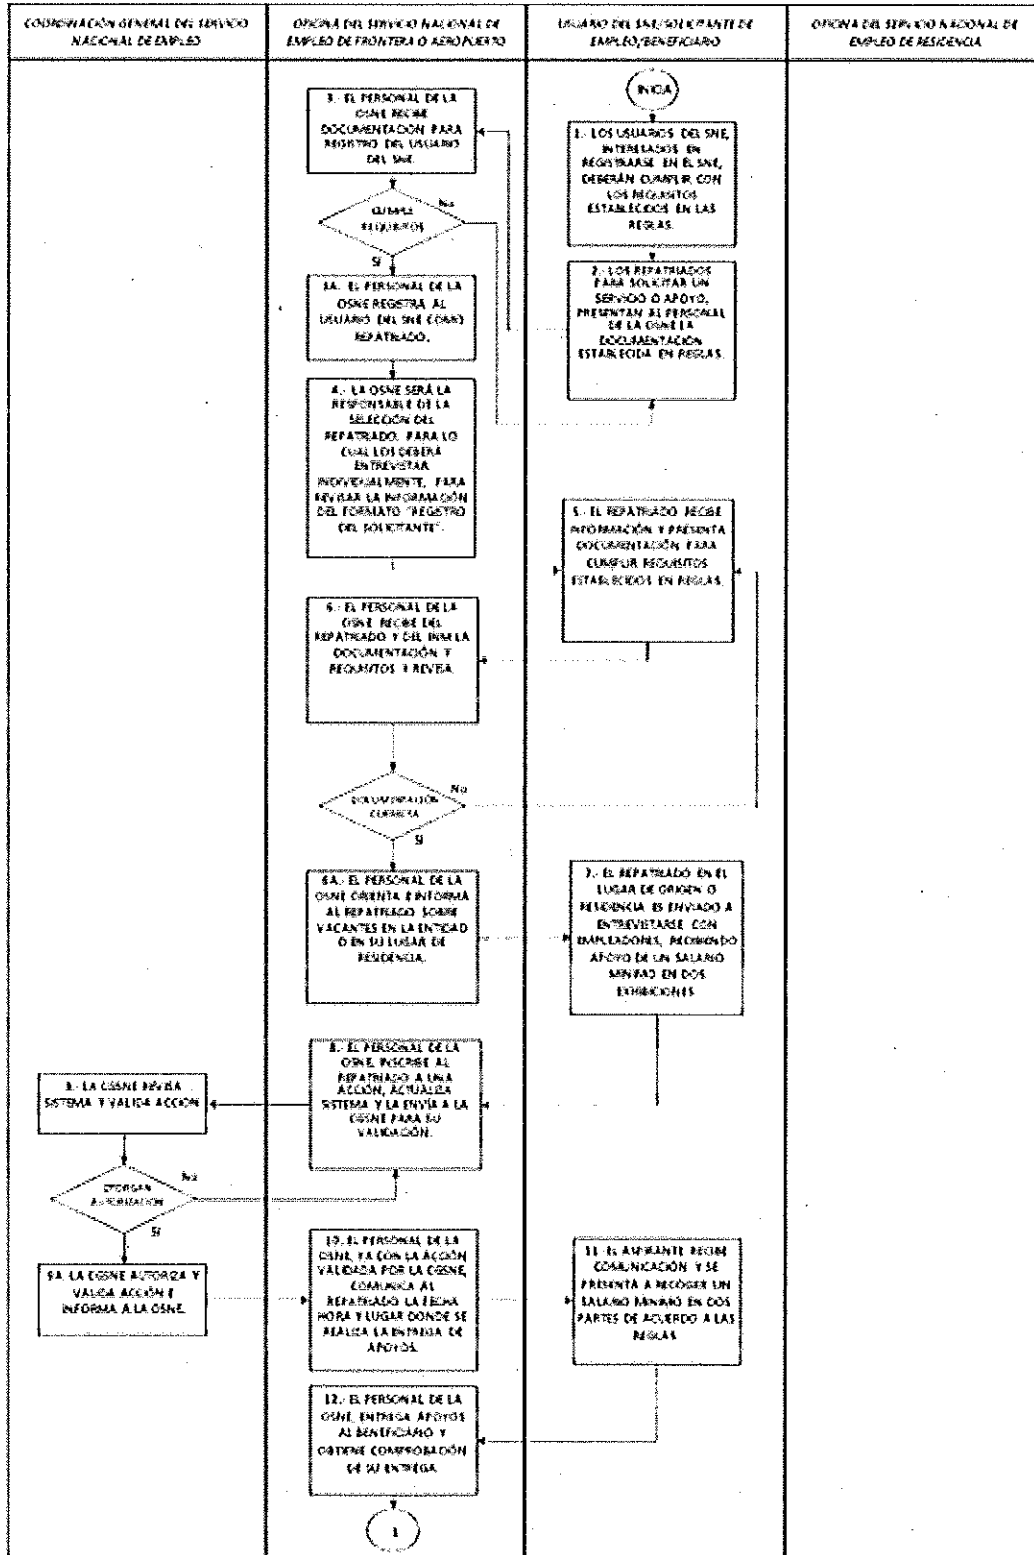 COORDINACIÓN GENERAL DEL SERVICIO
NACIONAL DE EMPLEO
OFICINA DEL SERVICIO NACIONAL DE
EMPLEO DE FRONTERA O AEROPUERTO
USUARIO DEL SNE/SOLICITANTE DE
EMPLEO/BENEFICIARIO
OFICINA DEL SERVICIO NACIONAL DE
EMPLEO DE RESIDENCIA
INICIA
1.- LOS USUARIOS DEL SNE,
INTERESADOS EN
REGISTRARSE EN EL SNE,
DEBERÁN CUMPLIR CON
LOS REQUISITOS
ESTABLECIDOS EN LAS
REGLAS.
2.- LOS REPATRIADOS
PARA SOLICITAR UN
SERVICIO O APOYO,
PRESENTAN AL PERSONAL
DE LA OSNE LA
DOCUMENTACIÓN
ESTABLECIDA EN REGLAS.
3.- EL PERSONAL DE LA
OSNE RECIBE
DOCUMENTACIÓN PARA
REGISTRO DEL USUARIO
DEL SNE.
CUMPLE
REQUISITOS
No
SI
3A.- EL PERSONAL DE LA
OSNE REGISTRA AL
USUARIO DEL SNE COMO
REPATRIADO.
4.- LA OSNE SERÁ LA
RESPONSABLE DE LA
SELECCIÓN DEL
REPATRIADO, PARA LO
CUAL LOS DEBERÁ
ENTREVISTAR
INDIVIDUALMENTE, PARA
REVISAR LA INFORMACIÓN
DEL FORMATO "REGISTRO
DEL SOLICITANTE".
5.- EL REPATRIADO RECIBE
INFORMACIÓN Y PRESENTA
DOCUMENTACIÓN PARA
CUMPLIR REQUISITOS
ESTABLECIDOS EN REGLAS.
6.- EL PERSONAL DE LA
OSNE RECIBE DEL
REPATRIADO Y DEL INM LA
DOCUMENTACIÓN Y
REQUISITOS Y REVISA.
DOCUMENTACIÓN
CORRECTA
No
SI
6A.- EL PERSONAL DE LA
OSNE ORIENTA E INFORMA
AL REPATRIADO SOBRE
VACANTES EN LA ENTIDAD
O EN SU LUGAR DE
RESIDENCIA.
7.- EL REPATRIADO EN EL
LUGAR DE ORIGEN O
RESIDENCIA ES ENVIADO A
ENTREVISTARSE CON
EMPLEADORES, RECIBIENDO
APOYO DE UN SALARIO
MINIMO EN DOS
EXHIBICIONES
8.- EL PERSONAL DE LA
OSNE, INSCRIBE AL
REPATRIADO A UNA
ACCIÓN, ACTUALIZA
SISTEMA Y LA ENVÍA A LA
CGSNE PARA SU
VALIDACIÓN.
9.- LA CGSNE REVISA
SISTEMA Y VALIDA ACCIÓN
OTORGAN
AUTORIZACION
No
SI
9A. LA CGSNE AUTORIZA Y
VALIDA ACCIÓN E
INFORMA A LA OSNE.
10. EL PERSONAL DE LA
OSNE, YA CON LA ACCIÓN
VALIDADA POR LA CGSNE,
COMUNICA AL
REPATRIADO LA FECHA
HORA Y LUGAR DONDE SE
REALIZA LA ENTREGA DE
APOYOS.
11. EL ASPIRANTE RECIBE
COMUNICACIÓN Y SE
PRESENTA A RECOGER UN
SALARIO MINIMO EN DOS
PARTES DE ACUERDO A LAS
REGLAS
12.- EL PERSONAL DE LA
OSNE, ENTREGA APOYOS
AL BENEFICIARIO Y
OBTIENE COMPROBACIÓN
DE SU ENTREGA.
1